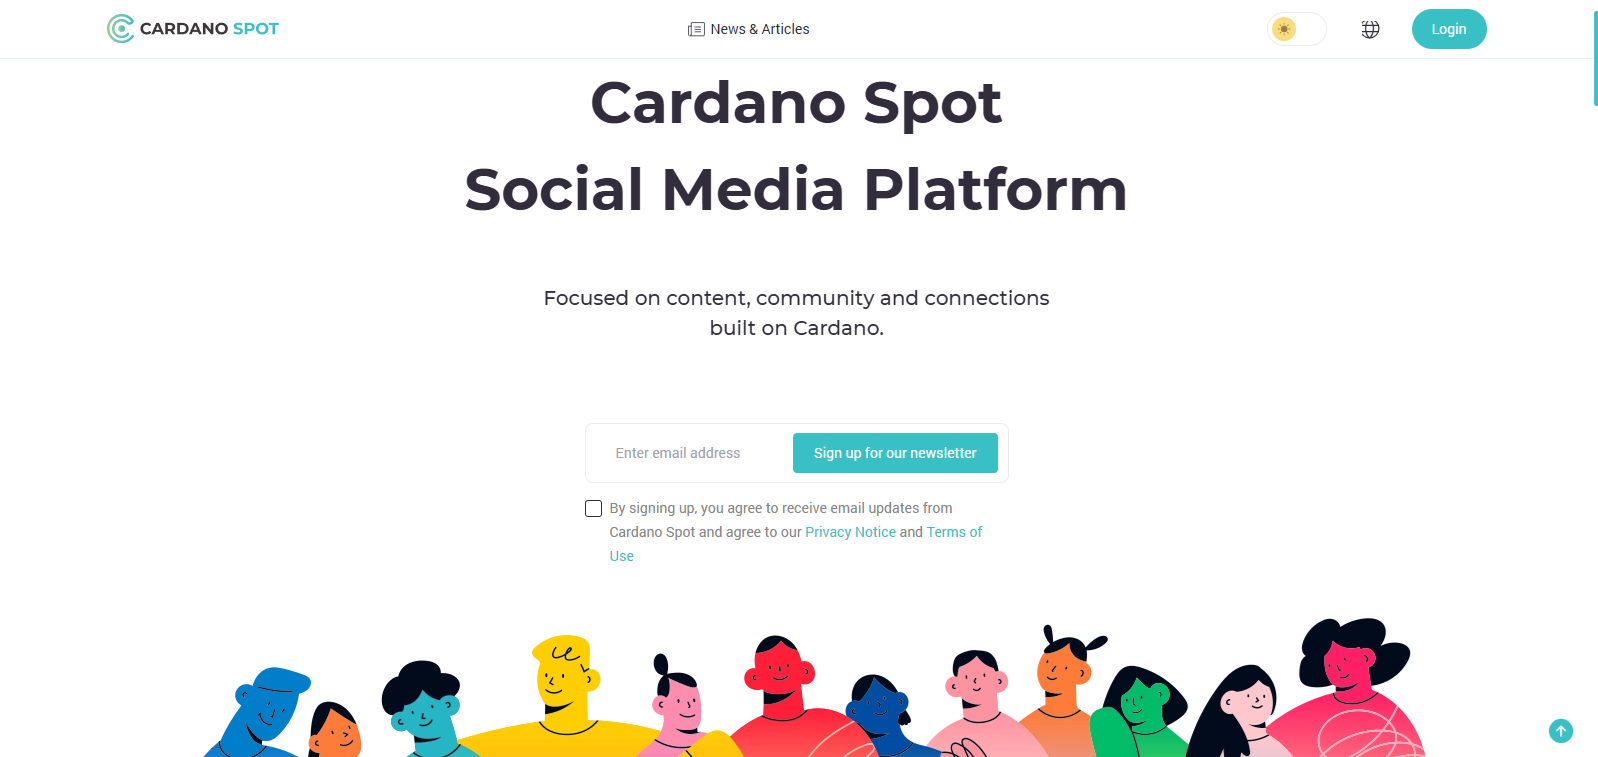 CARDANO SPOT
News & Articles
Login
Cardano Spot
Social Media Platform
Focused on content, community and connections
built on Cardano.
Enter email address
Sign up for our newsletter
By signing up, you agree to receive email updates from
Cardano Spot and agree to our Privacy Notice and Terms of
Use